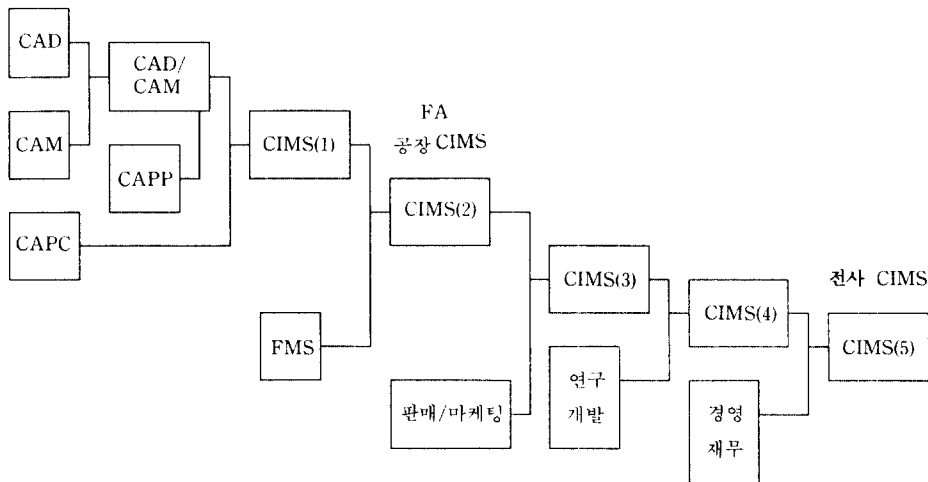 CAD
CAD/
CAM
CAM
CAPP
CAPC
CIMS(1)
FA
공장 CIMS
CIMS(2)
FMS
판매/마케팅
CIMS(3)
연구
개발
CIMS(4)
경영
재무
전사 CIMS
CIMS(5)